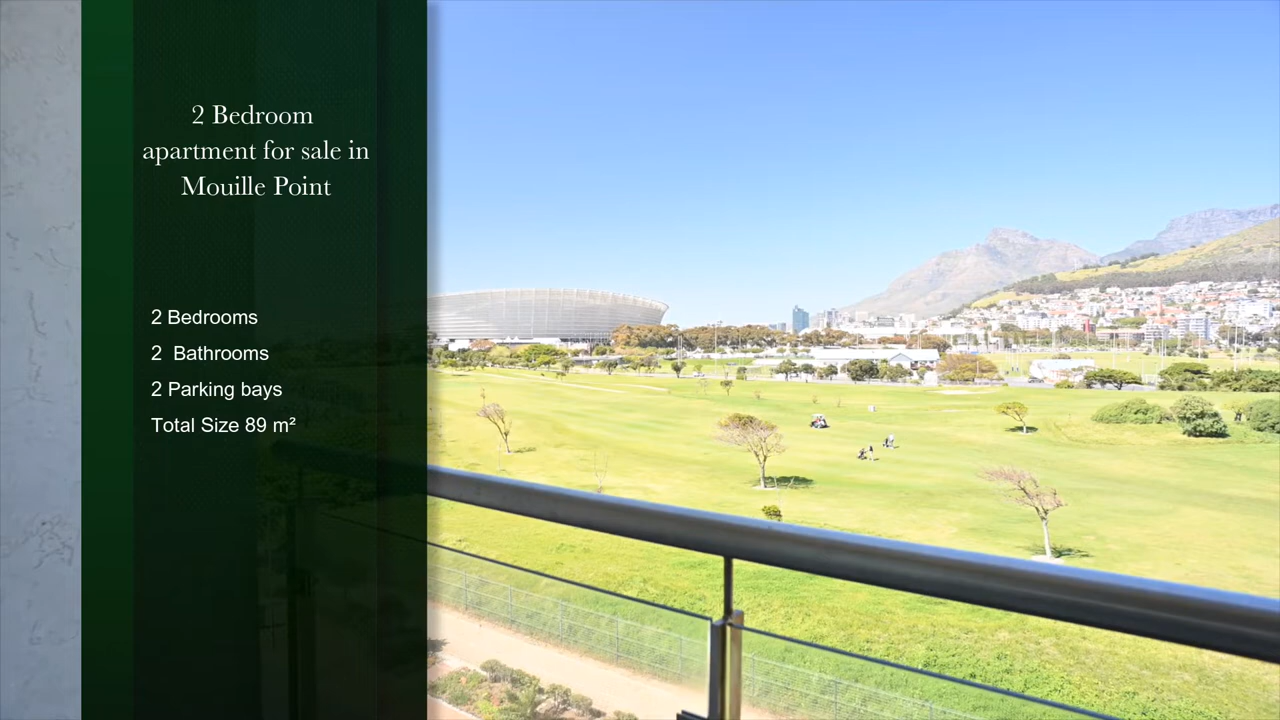 2 Bedroom
apartment for sale in
Mouille Point
2 Bedrooms
2  Bathrooms
2 Parking bays
Total Size 89 m²